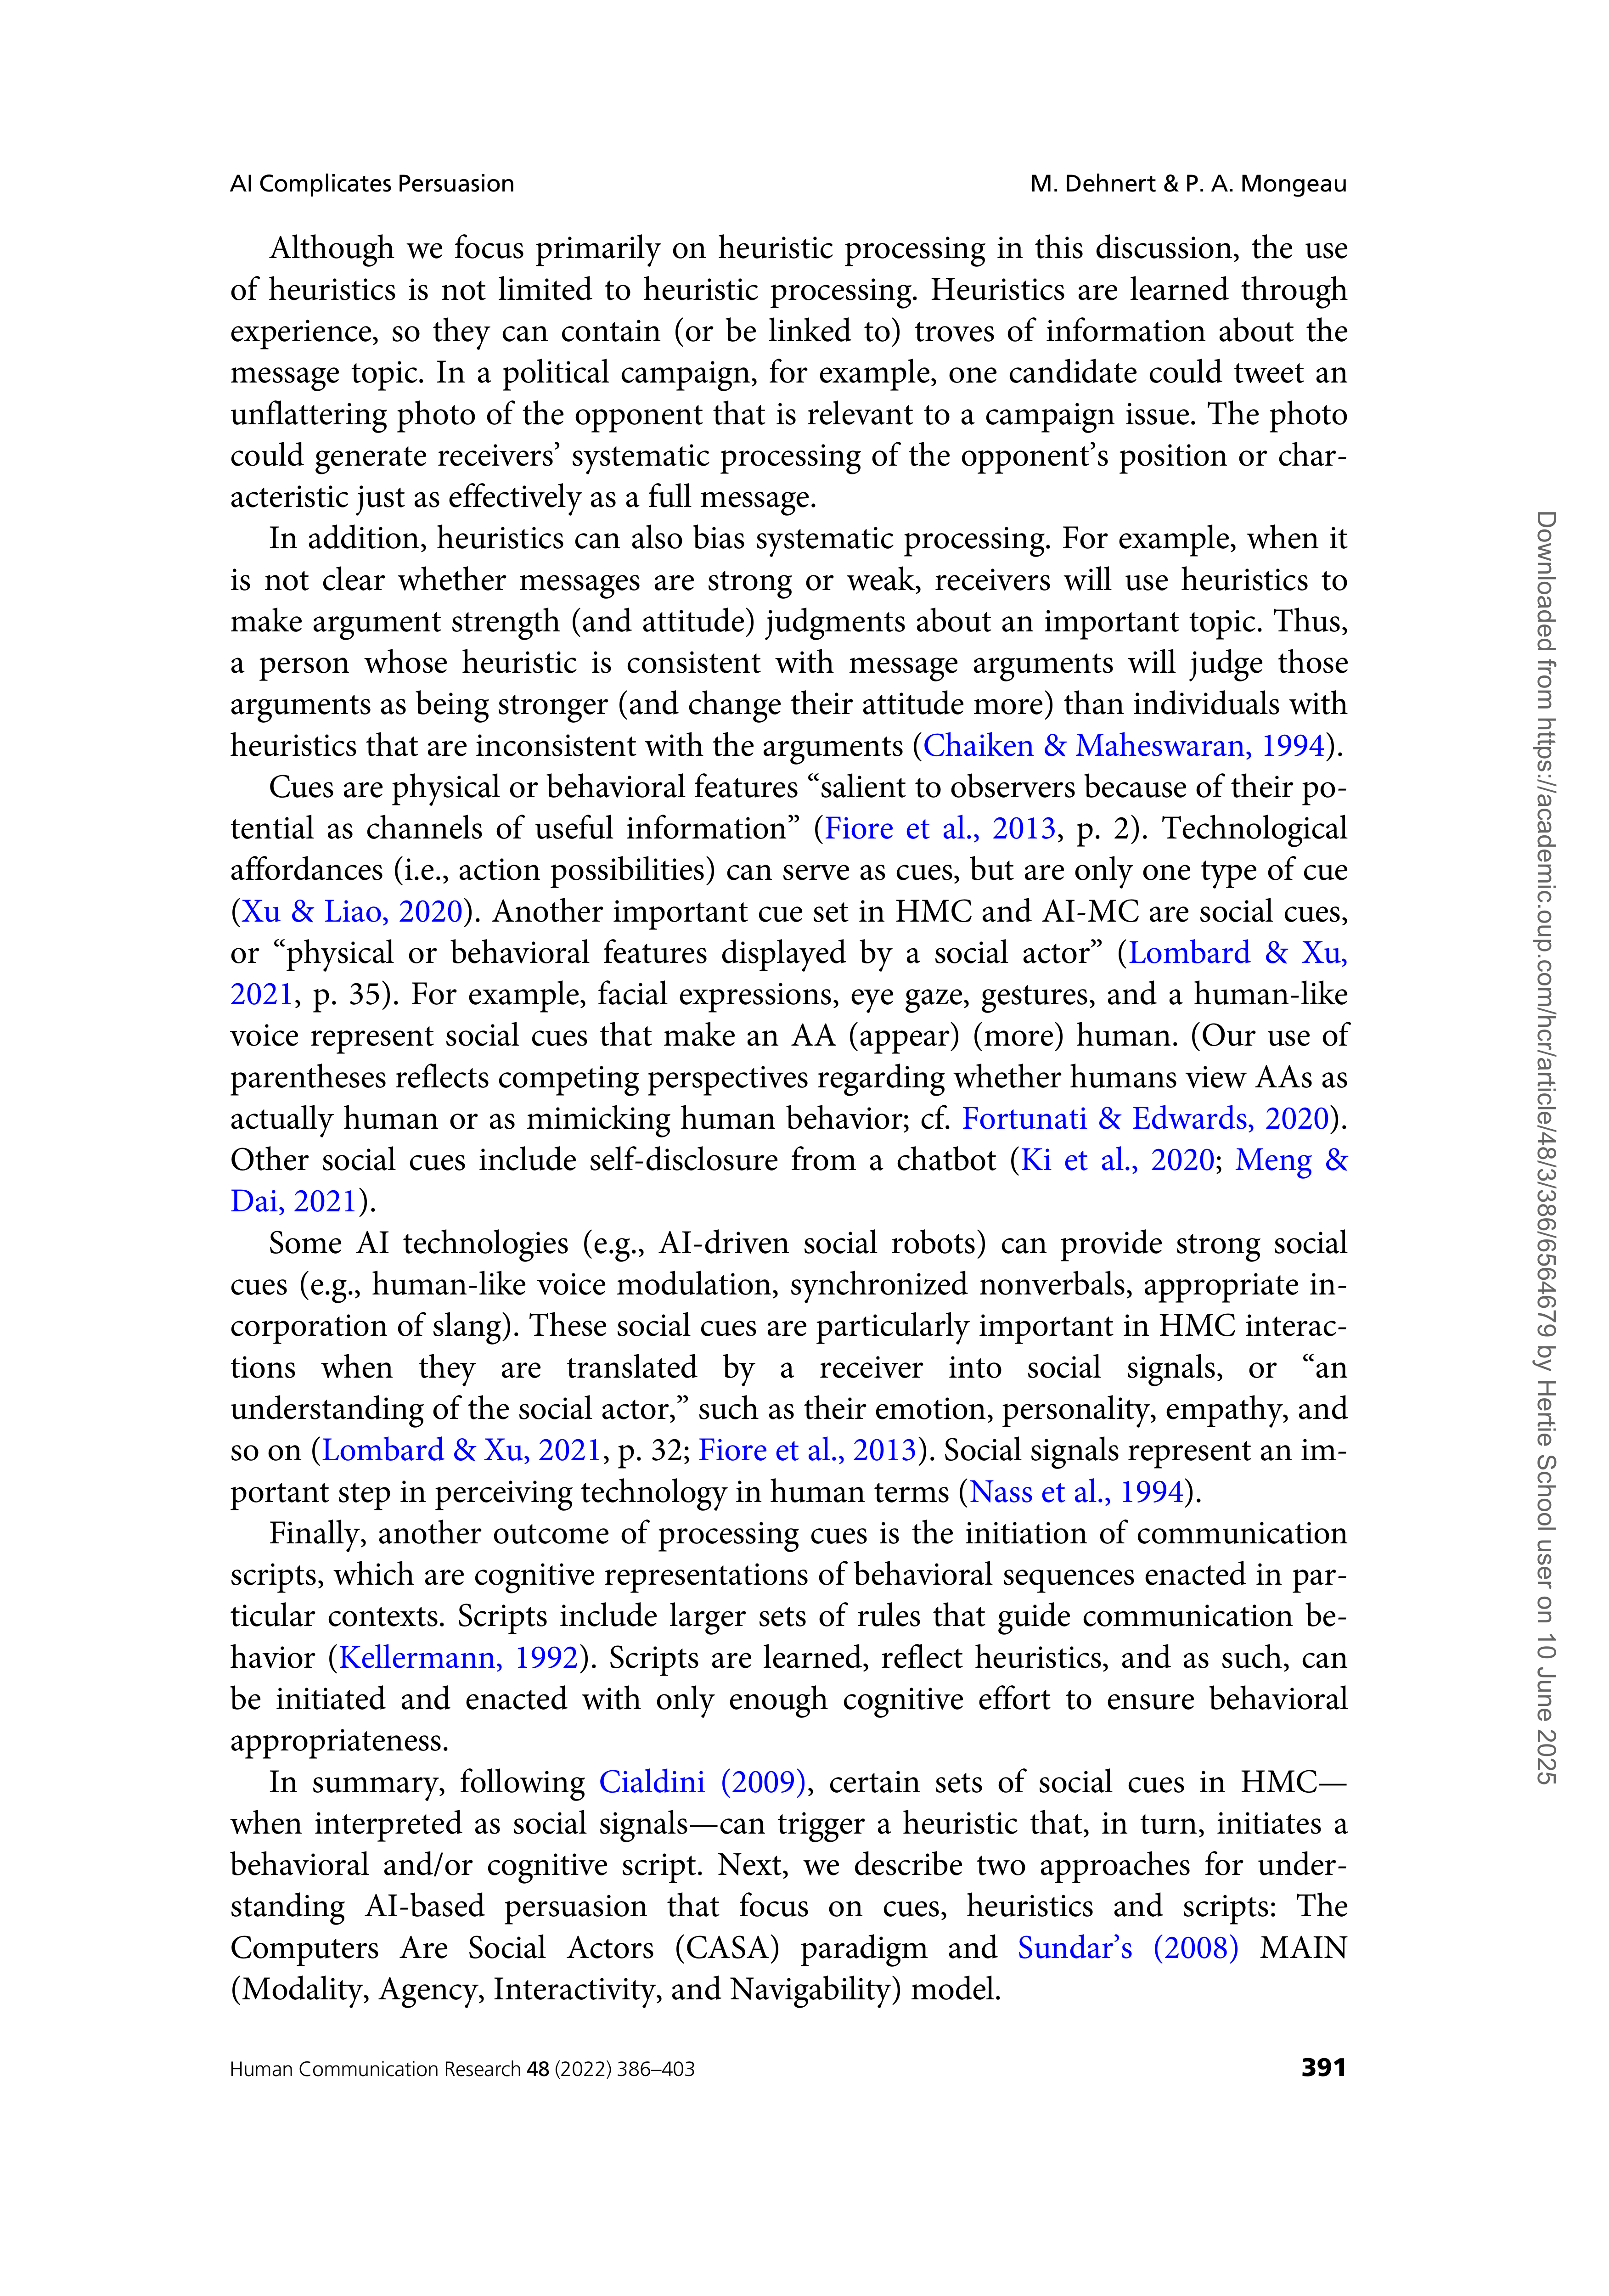 AI Complicates Persuasion
M. Dehnert & P. A. Mongeau
Although we focus primarily on heuristic processing in this discussion, the use
of heuristics is not limited to heuristic processing. Heuristics are learned through
experience, so they can contain (or be linked to) troves of information about the
message topic. In a political campaign, for example, one candidate could tweet an
unflattering photo of the opponent that is relevant to a campaign issue. The photo
could generate receivers’ systematic processing of the opponent’s position or char-
acteristic just as effectively as a full message.
In addition, heuristics can also bias systematic processing. For example, when it
is not clear whether messages are strong or weak, receivers will use heuristics to
make argument strength (and attitude) judgments about an important topic. Thus,
a person whose heuristic is consistent with message arguments will judge those
arguments as being stronger (and change their attitude more) than individuals with
heuristics that are inconsistent with the arguments (Chaiken & Maheswaran, 1994).
Cues are physical or behavioral features “salient to observers because of their po-
tential as channels of useful information” (Fiore et al., 2013, p. 2). Technological
affordances (i.e., action possibilities) can serve as cues, but are only one type of cue
(Xu & Liao, 2020). Another important cue set in HMC and AI-MC are social cues,
or “physical or behavioral features displayed by a social actor” (Lombard & Xu,
2021, p. 35). For example, facial expressions, eye gaze, gestures, and a human-like
voice represent social cues that make an AA (appear) (more) human. (Our use of
parentheses reflects competing perspectives regarding whether humans view AAs as
actually human or as mimicking human behavior; cf. Fortunati & Edwards, 2020).
Other social cues include self-disclosure from a chatbot (Ki et al., 2020; Meng &
Dai, 2021).
Some AI technologies (e.g., AI-driven social robots) can provide strong social
cues (e.g., human-like voice modulation, synchronized nonverbals, appropriate in-
corporation of slang). These social cues are particularly important in HMC interac-
tions when they are translated by a receiver into social signals, or “an
understanding of the social actor,” such as their emotion, personality, empathy, and
so on (Lombard & Xu, 2021, p. 32; Fiore et al., 2013). Social signals represent an im-
portant step in perceiving technology in human terms (Nass et al., 1994).
Finally, another outcome of processing cues is the initiation of communication
scripts, which are cognitive representations of behavioral sequences enacted in par-
ticular contexts. Scripts include larger sets of rules that guide communication be-
havior (Kellermann, 1992). Scripts are learned, reflect heuristics, and as such, can
be initiated and enacted with only enough cognitive effort to ensure behavioral
appropriateness.
In summary, following Cialdini (2009), certain sets of social cues in HMC—
when interpreted as social signals—can trigger a heuristic that, in turn, initiates a
behavioral and/or cognitive script. Next, we describe two approaches for under-
standing AI-based persuasion that focus on cues, heuristics and scripts: The
Computers Are Social Actors (CASA) paradigm and Sundar’s (2008) MAIN
(Modality, Agency, Interactivity, and Navigability) model.
Human Communication Research 48 (2022) 386–403
391
Downloaded from https://academic.oup.com/hcr/article/48/3/386/6564679 by Hertie School user on 10 June 2025